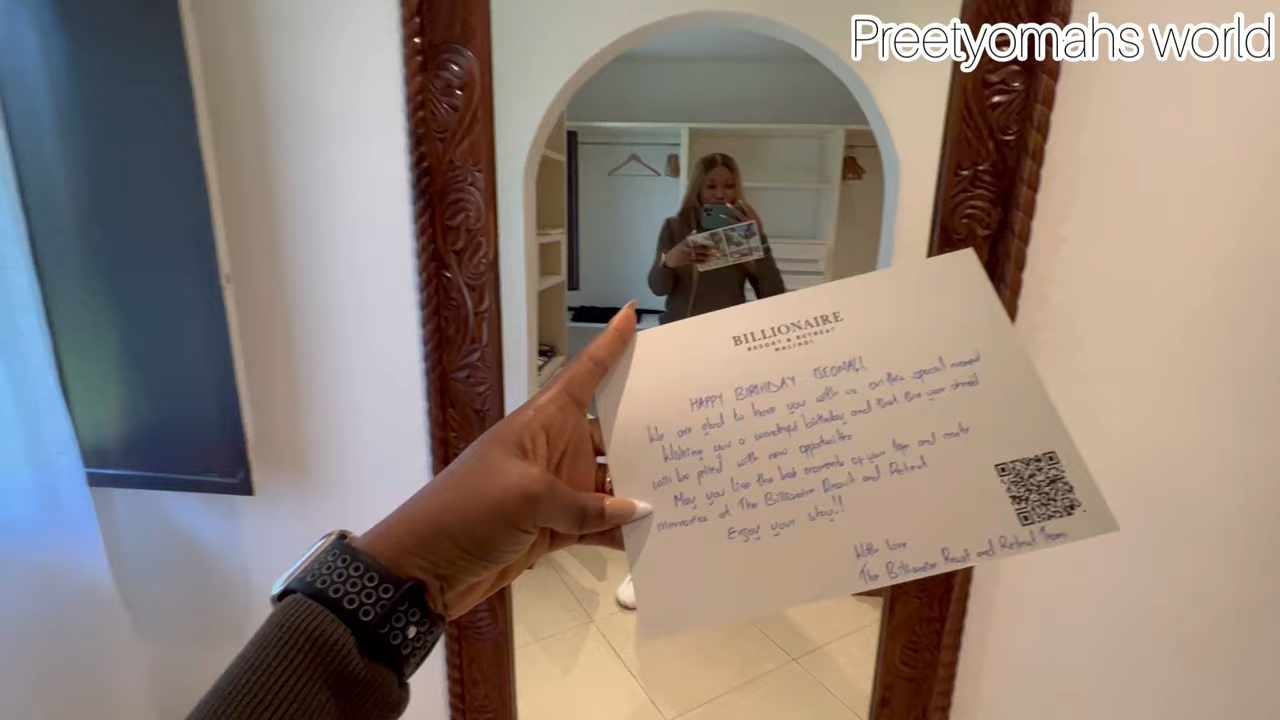 Preetyomahs world
BILLIONAIRE
RESORT & RETREAT
MALINDI
HAPPY BIRTHDAY
We are glad to have you with us on this special moment
Wishing you a wonderful birthday and that the year ahead
will be filled with new opportunities
May you live the best moments of your trip and create
memories at The Billionaire Resort and Retreat
Enjoy your stay!!
With love
The Billionaire Resort and Retreat Team